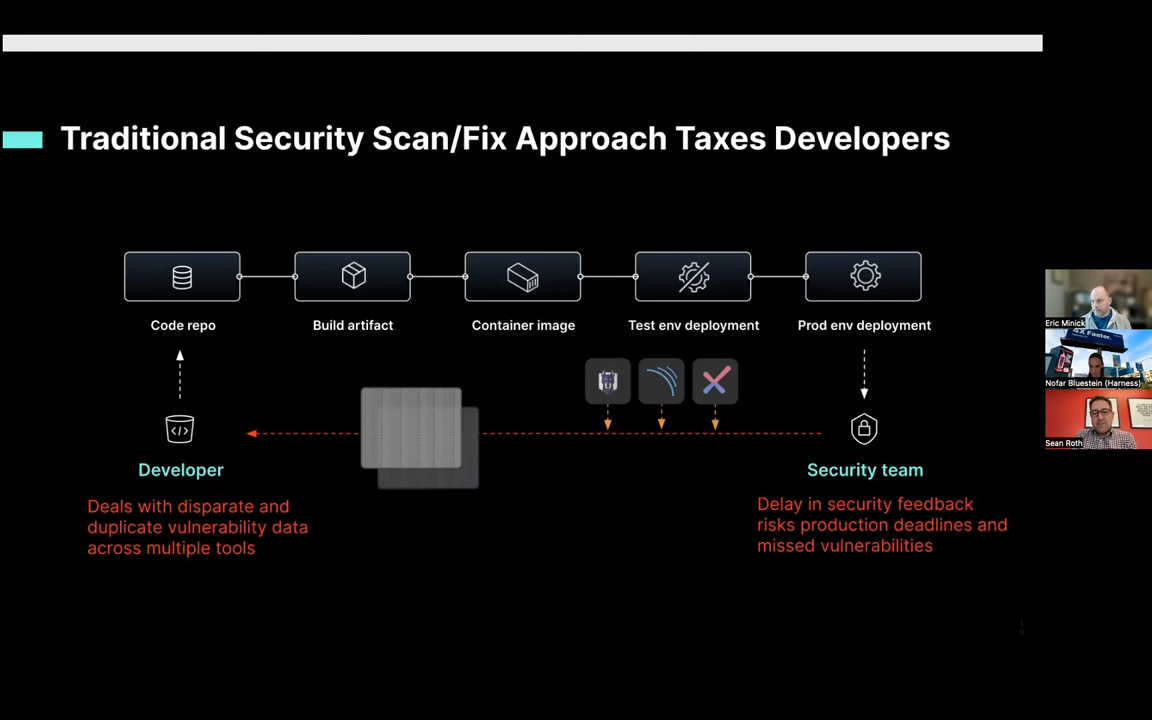 Traditional Security Scan/Fix Approach Taxes Developers
Code repo
Build artifact
Container image
Test env deployment
Prod env deployment
Developer
Deals with disparate and
duplicate vulnerability data
across multiple tools
Security team
Delay in security feedback
risks production deadlines and
missed vulnerabilities
Eric Minick
4X Faster.
Nofar Bluestein (Harness)
Sean Roth